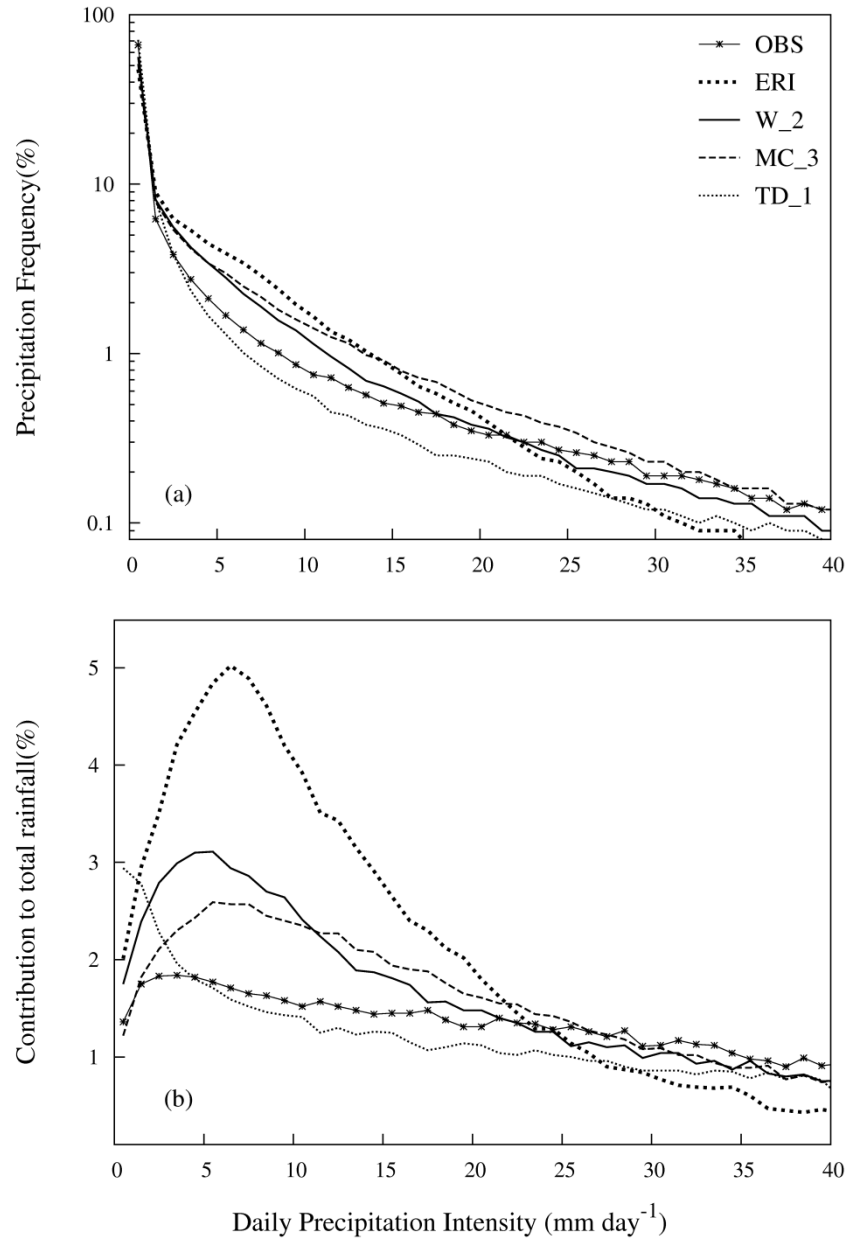 100
10
1
0.1
Precipitation Frequency(%)
OBS
ERI
W_2
MC_3
TD_1
(a)
0 5 10 15 20 25 30 35 40
5
4
3
2
1
Contribution to total rainfall(%)
(b)
0 5 10 15 20 25 30 35 40
Daily Precipitation Intensity (mm day⁻¹)